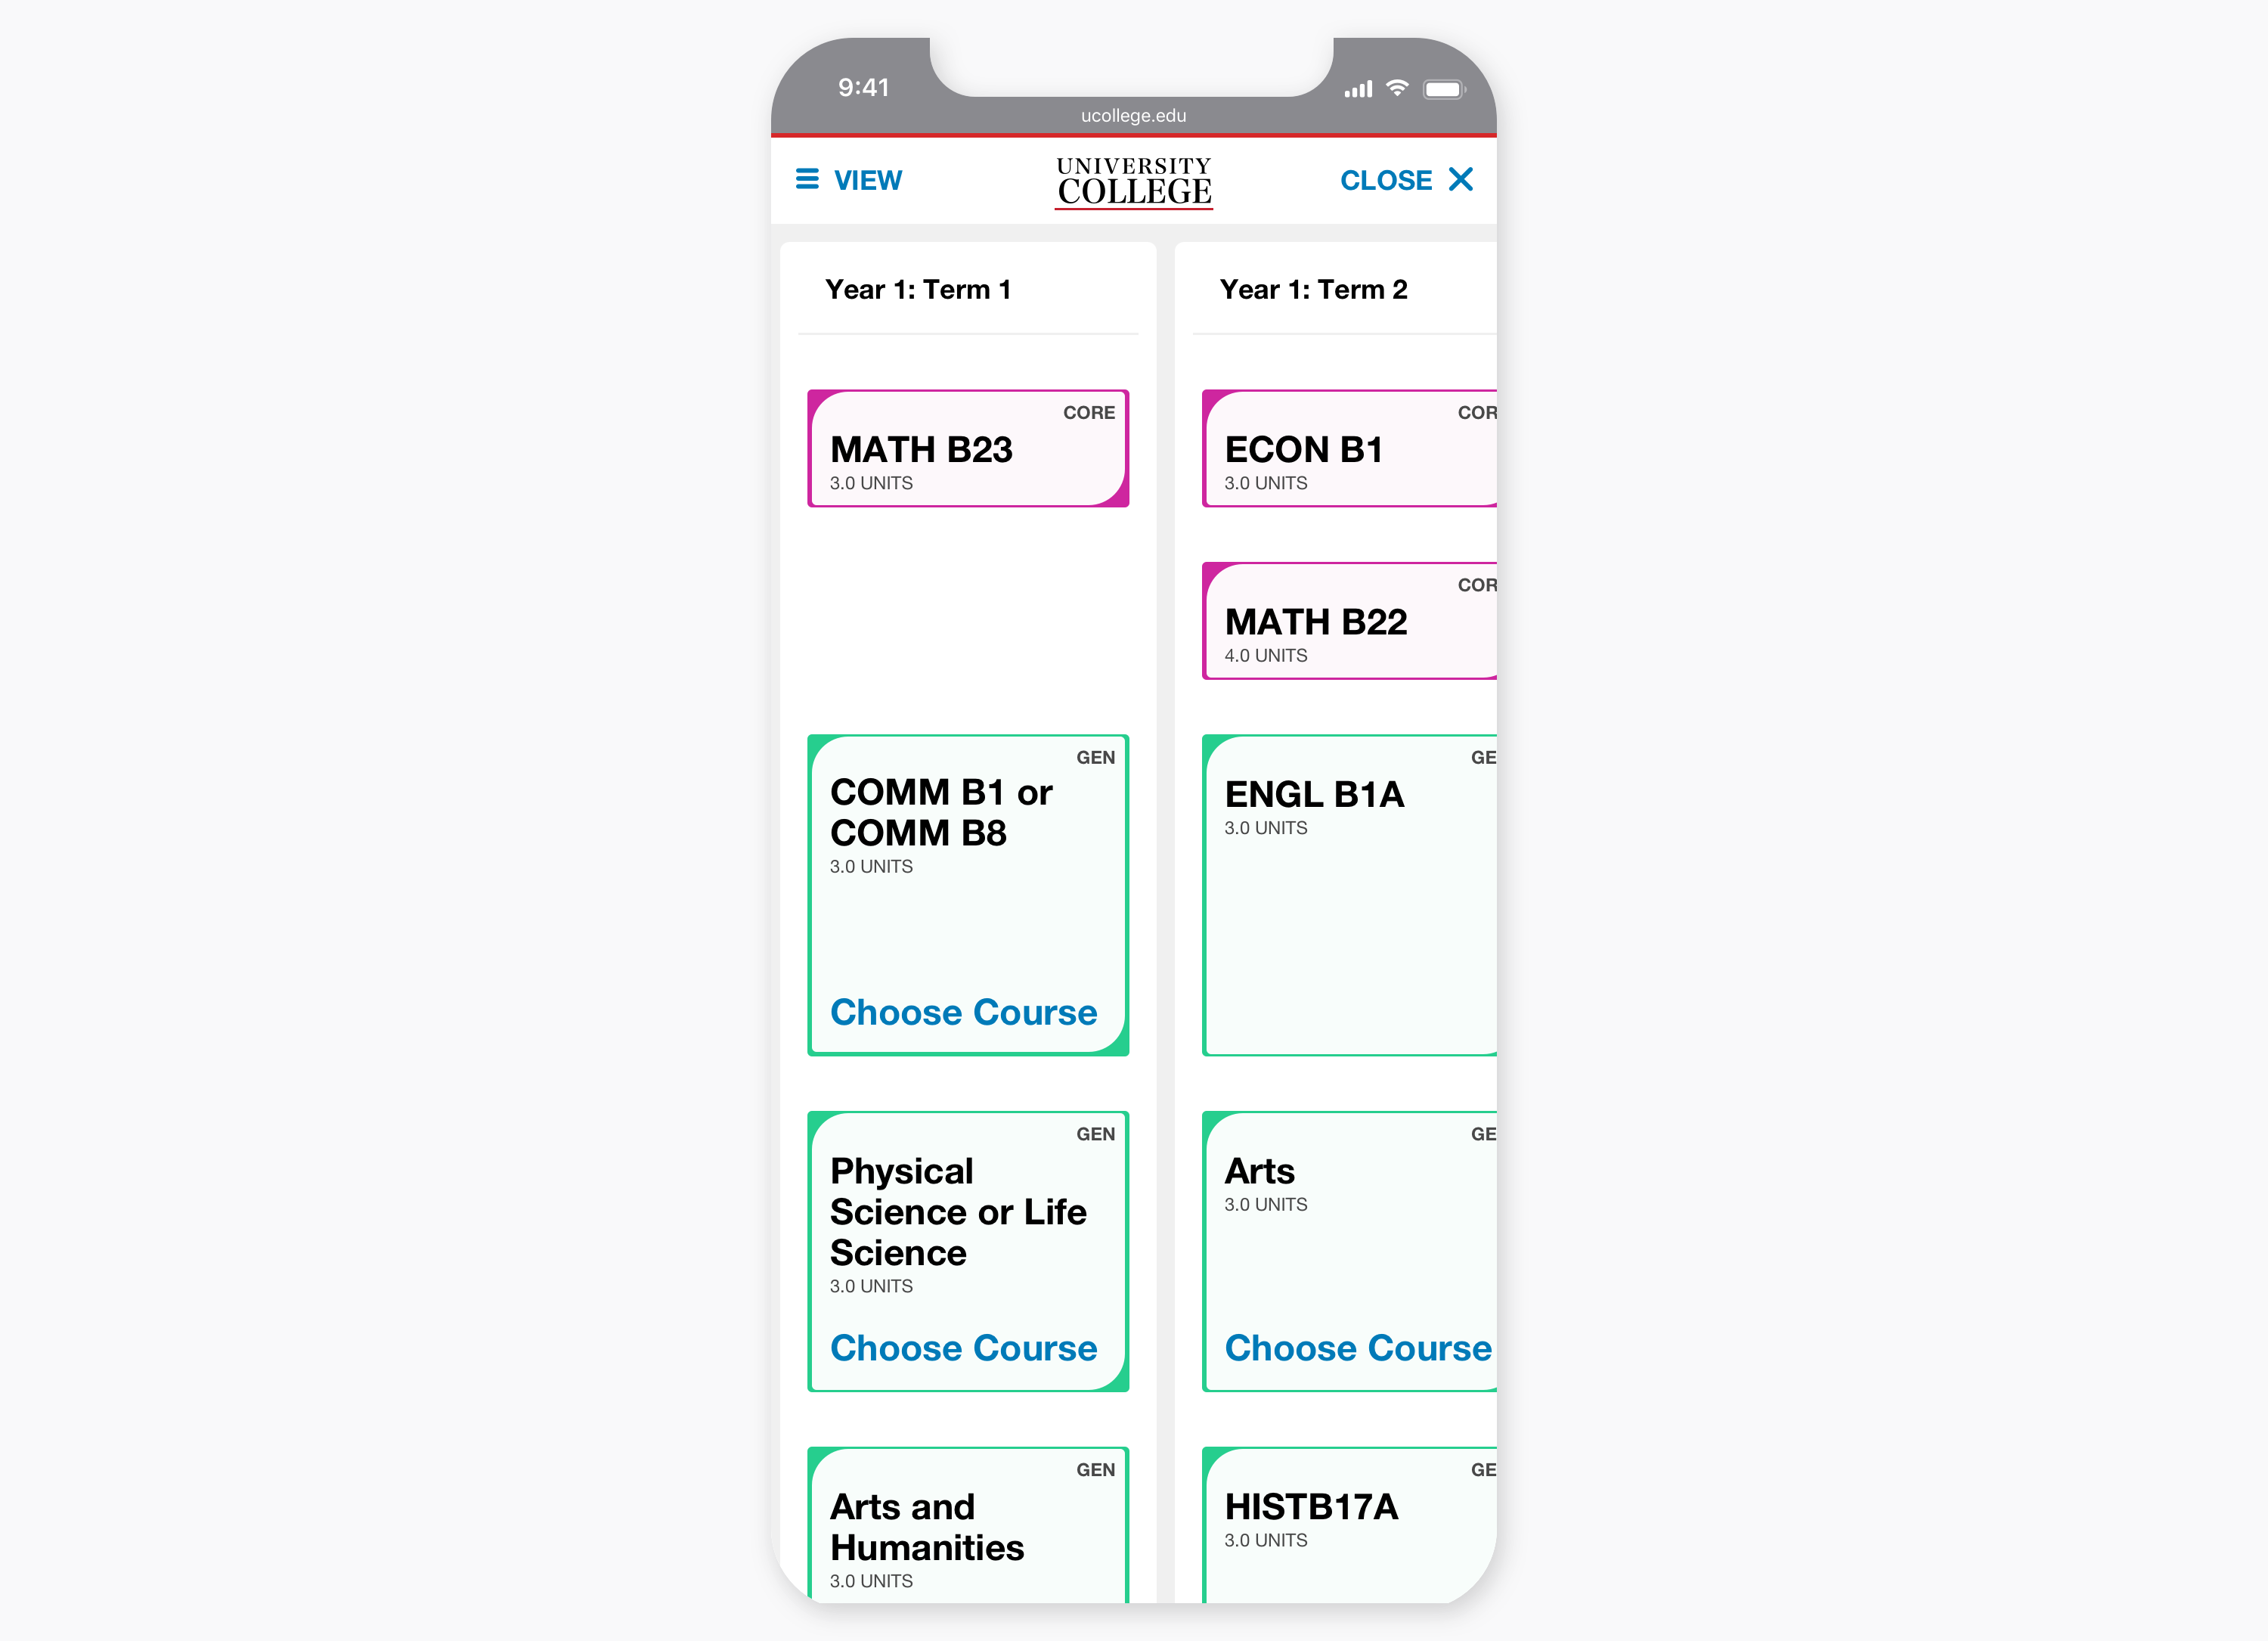 9:41
ucollege.edu
VIEW
UNIVERSITY
COLLEGE
CLOSE
Year 1: Term 1
CORE
MATH B23
3.0 UNITS
GEN
COMM B1 or
COMM B8
3.0 UNITS
Choose Course
GEN
Physical
Science or Life
Science
3.0 UNITS
Choose Course
GEN
Arts and
Humanities
3.0 UNITS
Year 1: Term 2
COR
ECON B1
3.0 UNITS
COR
MATH B22
4.0 UNITS
GE
ENGL B1A
3.0 UNITS
GE
Arts
3.0 UNITS
Choose Course
GE
HISTB17A
3.0 UNITS